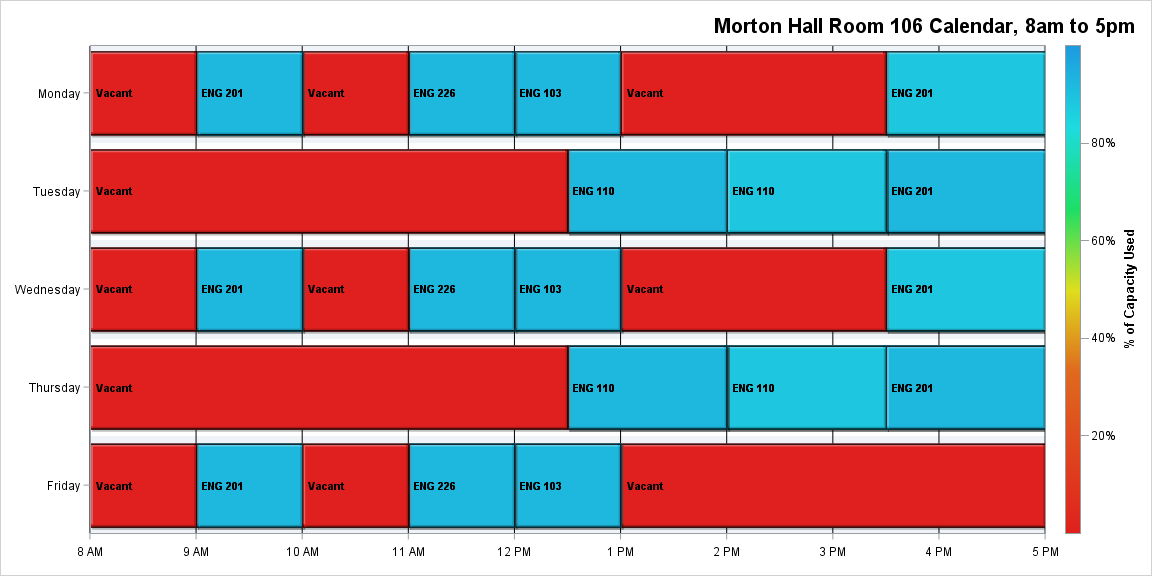 Morton Hall Room 106 Calendar, 8am to 5pm
Monday Vacant ENG 201 Vacant ENG 226 ENG 103 Vacant ENG 201
Tuesday Vacant ENG 110 ENG 110 ENG 201
Wednesday Vacant ENG 201 Vacant ENG 226 ENG 103 Vacant ENG 201
Thursday Vacant ENG 110 ENG 110 ENG 201
Friday Vacant ENG 201 Vacant ENG 226 ENG 103 Vacant
8 AM 9 AM 10 AM 11 AM 12 PM 1 PM 2 PM 3 PM 4 PM 5 PM
80%
60%
40%
20%
% of Capacity Used